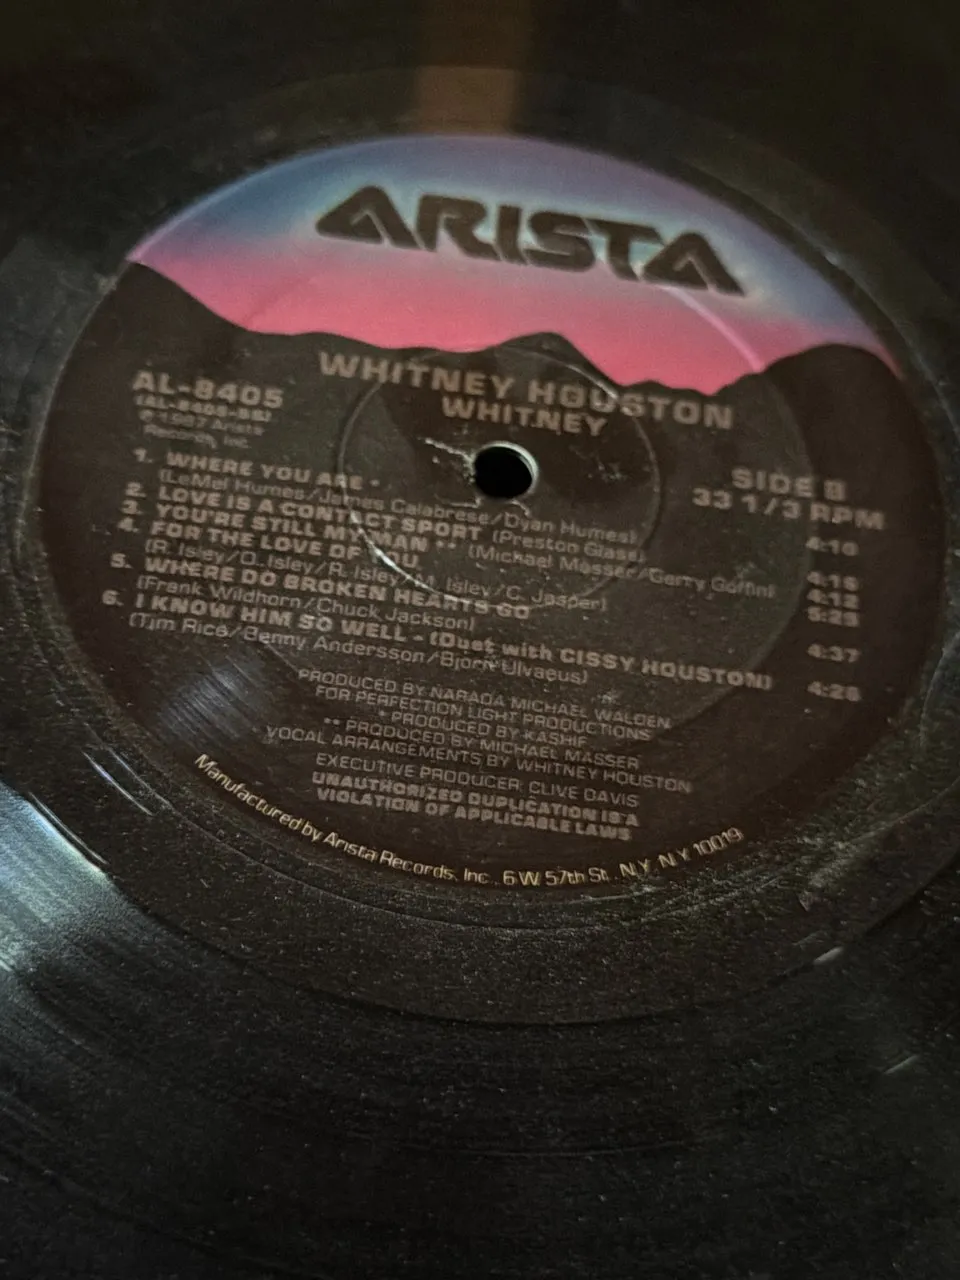 ARISTA
WHITNEY HOUSTON
WHITNEY
AL-8405
(AL-8405-SB)
℗ 1987 Arista
Records, Inc.
SIDE B
33 1/3 RPM
1. WHERE YOU ARE * 4:10
(LeMel Humes/James Calabrese/Dyan Humes)
2. LOVE IS A CONTACT SPORT (Preston Glass) 4:16
3. YOU'RE STILL MY MAN ** (Michael Masser/Gerry Goffin) 4:12
4. FOR THE LOVE OF YOU 5:25
(R. Isley/O. Isley/R. Isley/M. Isley/C. Jasper)
5. WHERE DO BROKEN HEARTS GO 4:37
(Frank Wildhorn/Chuck Jackson)
6. I KNOW HIM SO WELL - (Duet with CISSY HOUSTON) 4:28
(Tim Rice/Benny Andersson/Bjorn Ulvaeus)
PRODUCED BY NARADA MICHAEL WALDEN
FOR PERFECTION LIGHT PRODUCTIONS
* PRODUCED BY KASHIF
** PRODUCED BY MICHAEL MASSER
VOCAL ARRANGEMENTS BY WHITNEY HOUSTON
EXECUTIVE PRODUCER: CLIVE DAVIS
UNAUTHORIZED DUPLICATION IS A
VIOLATION OF APPLICABLE LAWS
Manufactured by Arista Records, Inc., 6 W. 57th St., N.Y. N.Y. 10019